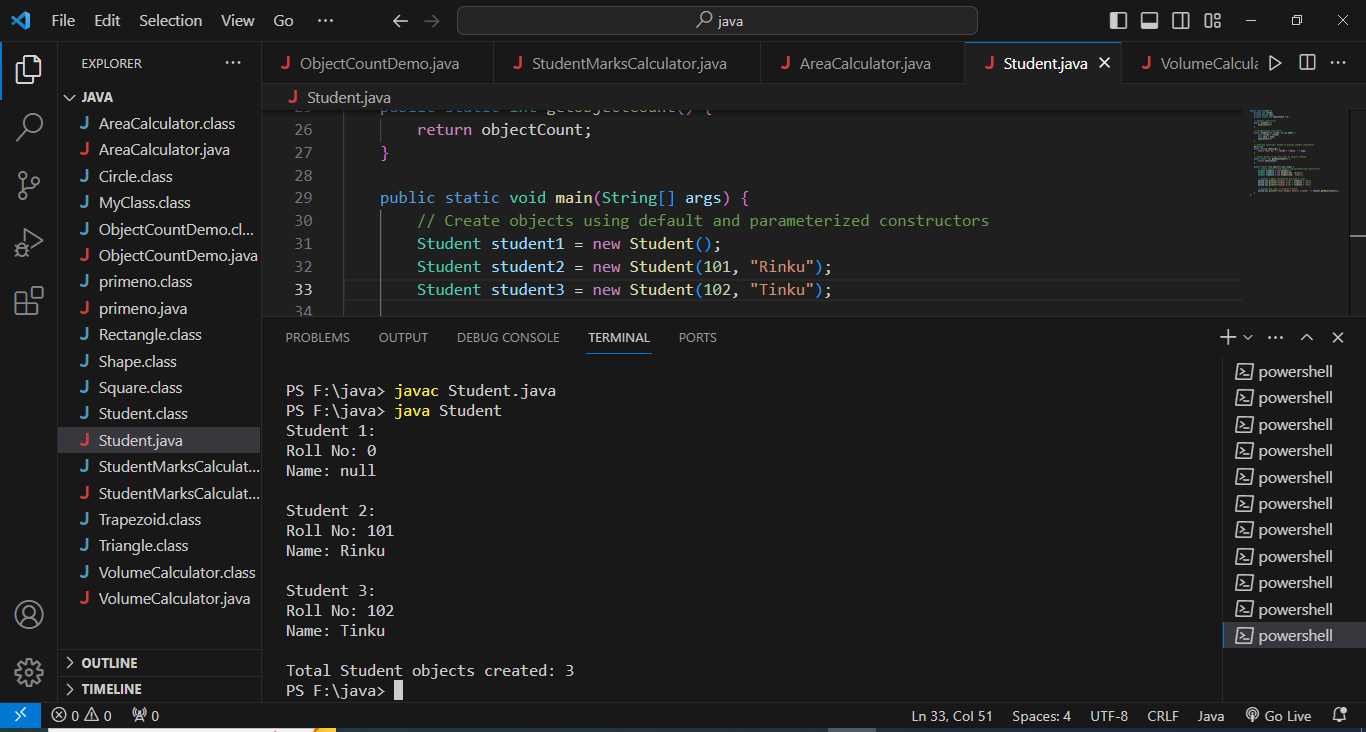 File Edit Selection View Go ··· java
EXPLORER ···
JAVA
AreaCalculator.class
AreaCalculator.java
Circle.class
MyClass.class
ObjectCountDemo.cl...
ObjectCountDemo.java
primeno.class
primeno.java
Rectangle.class
Shape.class
Square.class
Student.class
Student.java
StudentMarksCalculat...
StudentMarksCalculat...
Trapezoid.class
Triangle.class
VolumeCalculator.class
VolumeCalculator.java
OUTLINE
TIMELINE
ObjectCountDemo.java StudentMarksCalculator.java AreaCalculator.java Student.java VolumeCalcula
Student.java
25 public static int getObjectCount() {
26 return objectCount;
27 }
28
29 public static void main(String[] args) {
30 // Create objects using default and parameterized constructors
31 Student student1 = new Student();
32 Student student2 = new Student(101, "Rinku");
33 Student student3 = new Student(102, "Tinku");
34
PROBLEMS OUTPUT DEBUG CONSOLE TERMINAL PORTS
PS F:\java> javac Student.java
PS F:\java> java Student
Student 1:
Roll No: 0
Name: null
Student 2:
Roll No: 101
Name: Rinku
Student 3:
Roll No: 102
Name: Tinku
Total Student objects created: 3
PS F:\java>
powershell
powershell
powershell
powershell
powershell
powershell
powershell
powershell
powershell
powershell
powershell
0 0 0 Ln 33, Col 51 Spaces: 4 UTF-8 CRLF Java Go Live